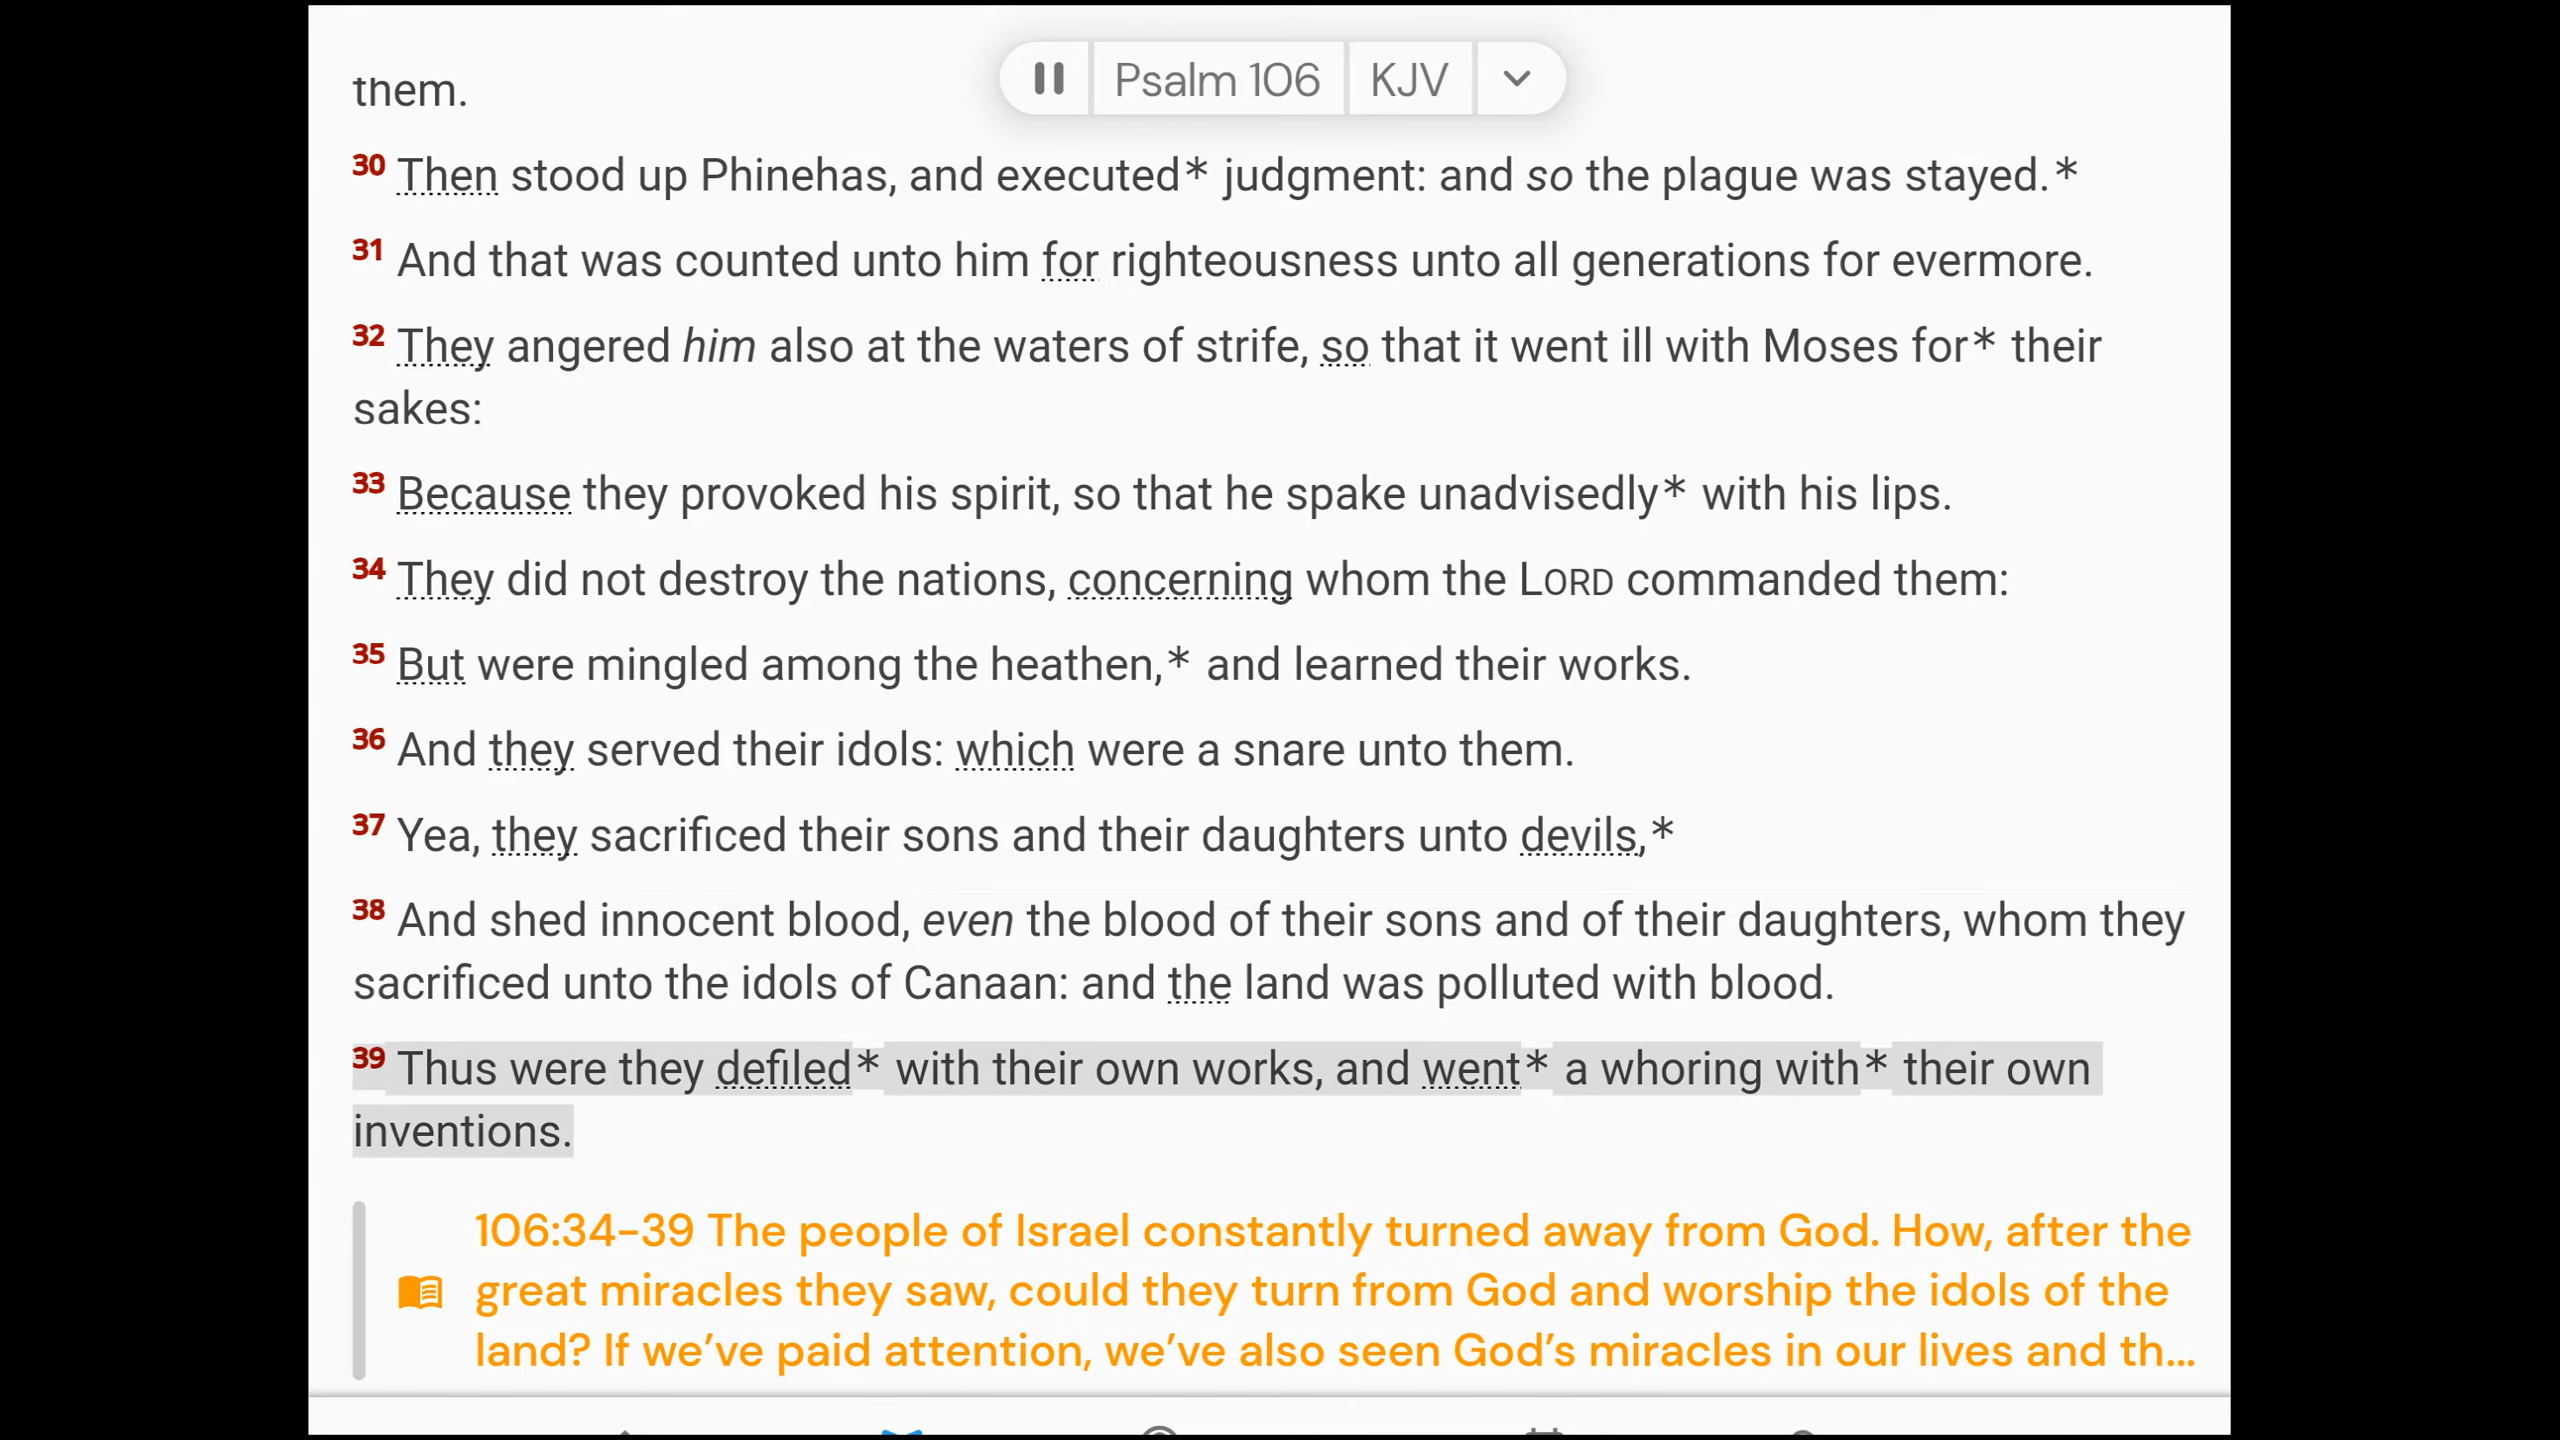 them.
Psalm 106 KJV
30 Then stood up Phinehas, and executed* judgment: and so the plague was stayed.*
31 And that was counted unto him for righteousness unto all generations for evermore.
32 They angered him also at the waters of strife, so that it went ill with Moses for* their
sakes:
33 Because they provoked his spirit, so that he spake unadvisedly* with his lips.
34 They did not destroy the nations, concerning whom the LORD commanded them:
35 But were mingled among the heathen,* and learned their works.
36 And they served their idols: which were a snare unto them.
37 Yea, they sacrificed their sons and their daughters unto devils,*
38 And shed innocent blood, even the blood of their sons and of their daughters, whom they
sacrificed unto the idols of Canaan: and the land was polluted with blood.
39 Thus were they defiled* with their own works, and went* a whoring with* their own
inventions.
106:34–39 The people of Israel constantly turned away from God. How, after the
great miracles they saw, could they turn from God and worship the idols of the
land? If we’ve paid attention, we’ve also seen God’s miracles in our lives and th...